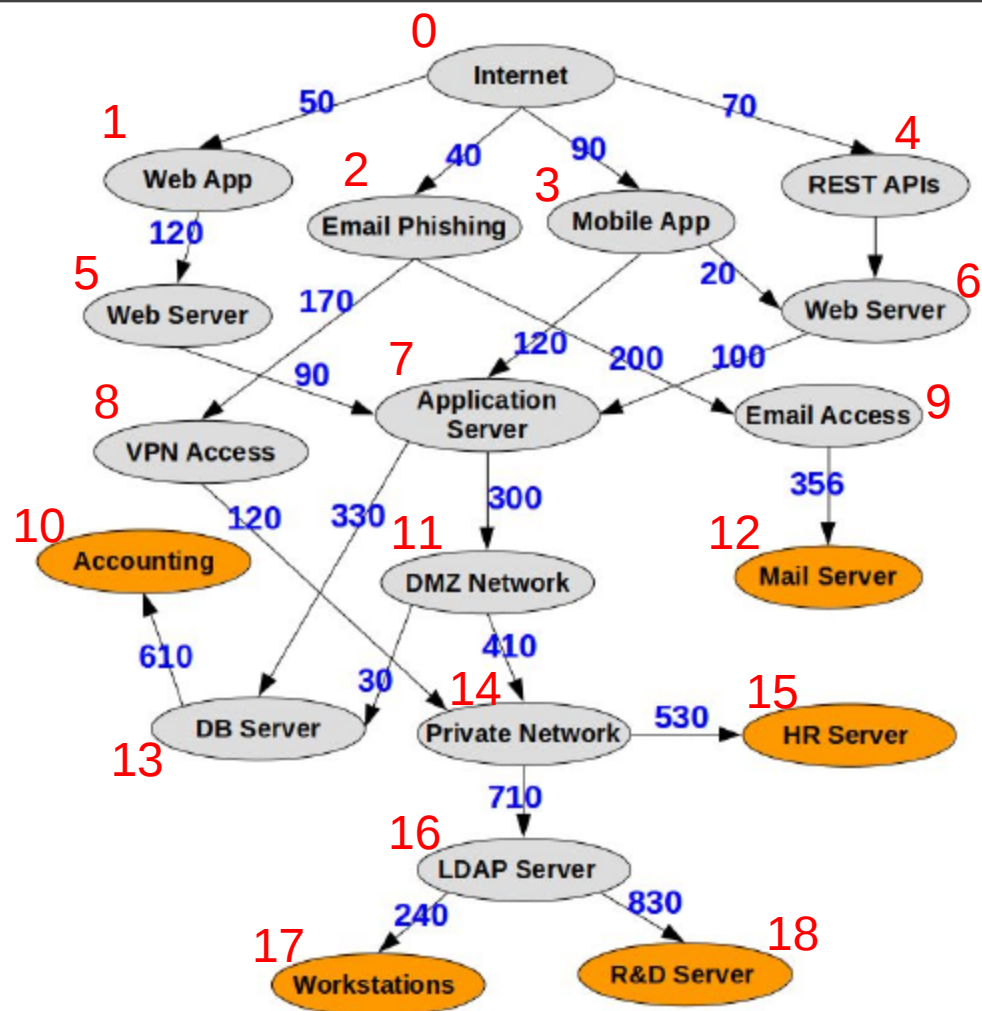 0
Internet
50
70
1
40
90
4
2
Web App
3
REST APIs
Email Phishing
Mobile App
120
5
20
6
170
Web Server
Web Server
7
120
200
100
90
8
Application
Server
Email Access
9
VPN Access
356
10
120
330
300
11
12
Accounting
DMZ Network
Mail Server
610
410
30
14
15
DB Server
Private Network
530
HR Server
13
710
16
LDAP Server
240
830
17
18
Workstations
R&D Server